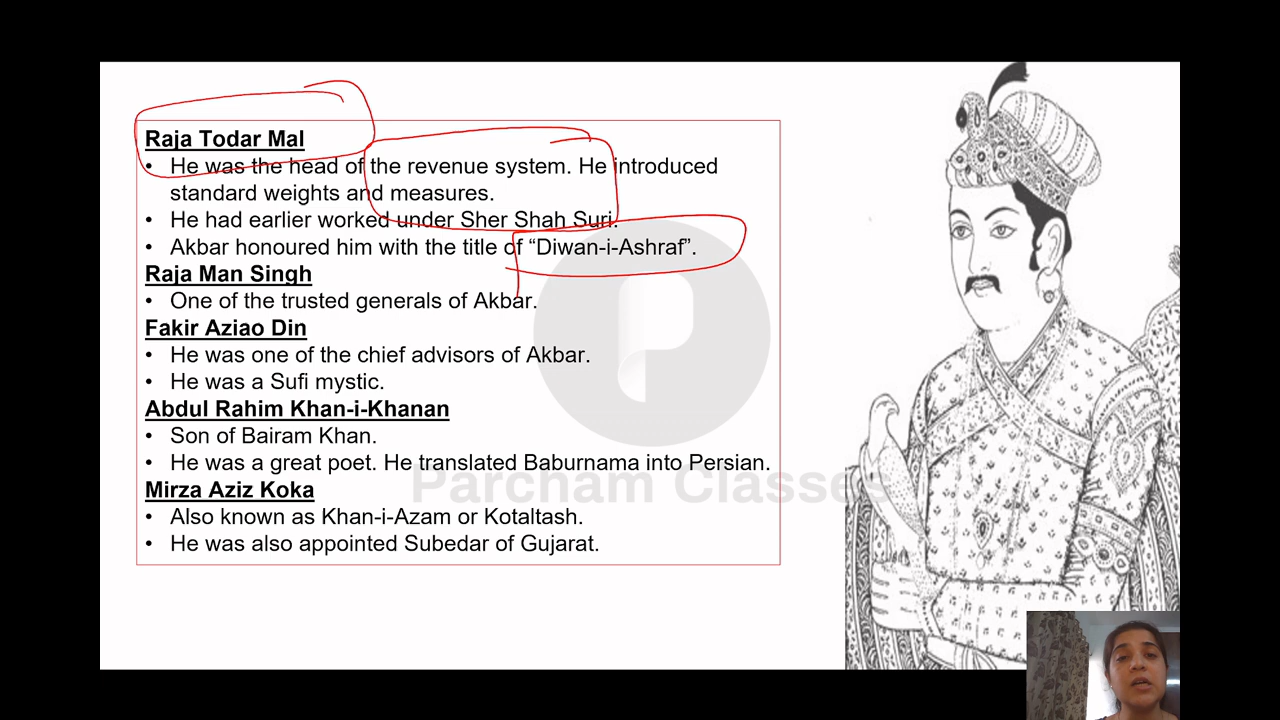 Raja Todar Mal
• He was the head of the revenue system. He introduced
standard weights and measures.
• He had earlier worked under Sher Shah Suri.
• Akbar honoured him with the title of “Diwan-i-Ashraf”.
Raja Man Singh
• One of the trusted generals of Akbar.
Fakir Aziao Din
• He was one of the chief advisors of Akbar.
• He was a Sufi mystic.
Abdul Rahim Khan-i-Khanan
• Son of Bairam Khan.
• He was a great poet. He translated Baburnama into Persian.
Parcham Classes
Mirza Aziz Koka
• Also known as Khan-i-Azam or Kotaltash.
• He was also appointed Subedar of Gujarat.